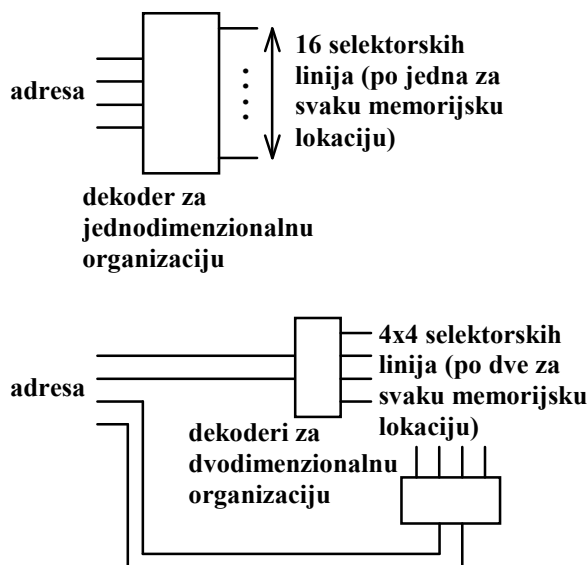 adresa
16 selektorskih
linija (po jedna za
svaku memorijsku
lokaciju)
dekoder za
jednodimenzionalnu
organizaciju
adresa
4x4 selektorskih
linija (po dve za
svaku memorijsku
lokaciju)
dekoderi za
dvodimenzionalnu
organizaciju